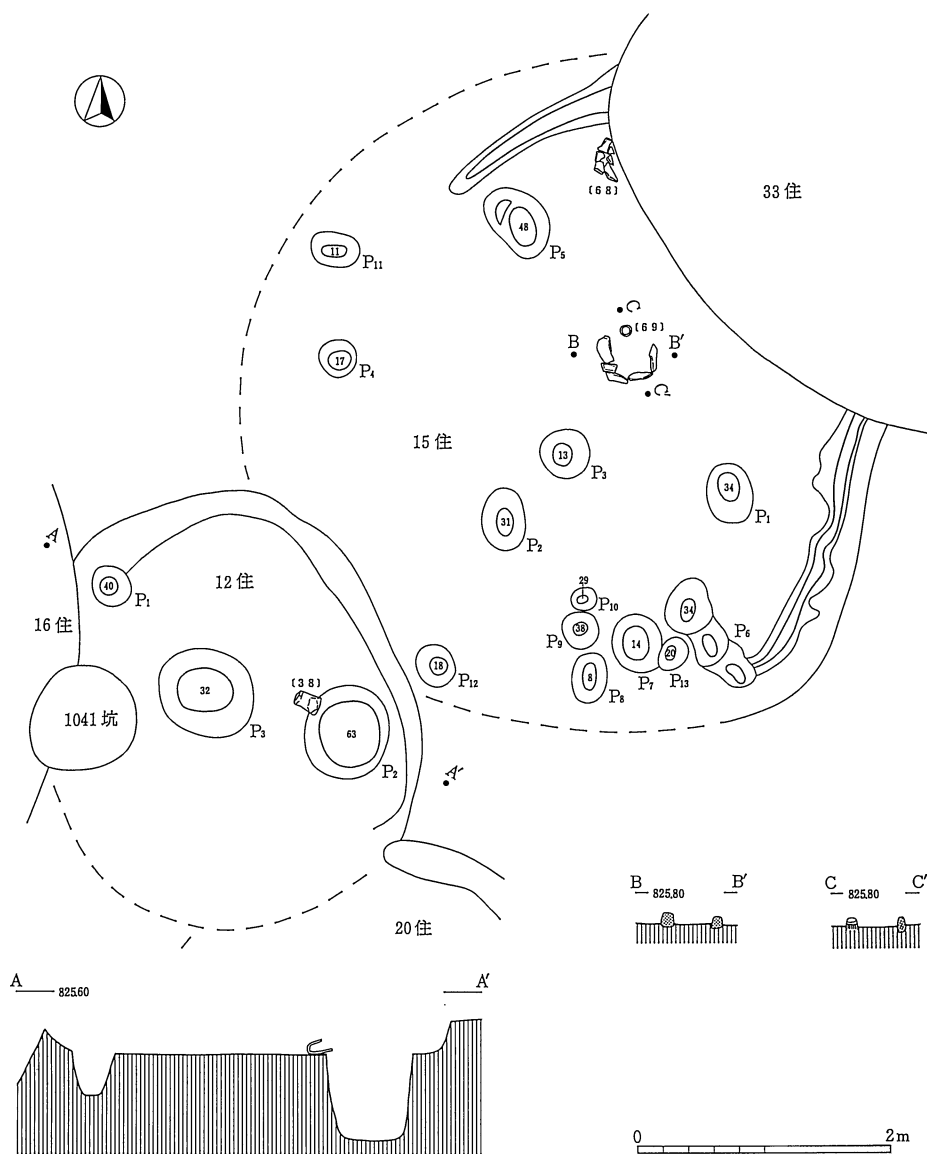 33住
(68)
48
P5
11
P11
C
(69)
B
B'
17
P4
C'
15住
13
P3
34
P1
31
P2
A
12住
40
P1
29
P10
34
P6
16住
38
P9
14
P7
20
P13
18
P12
8
P8
(38)
32
P3
1041坑
63
P2
A'
20住
B
825.80
B'
C
825.80
C'
A
825.60
A'
0
2m